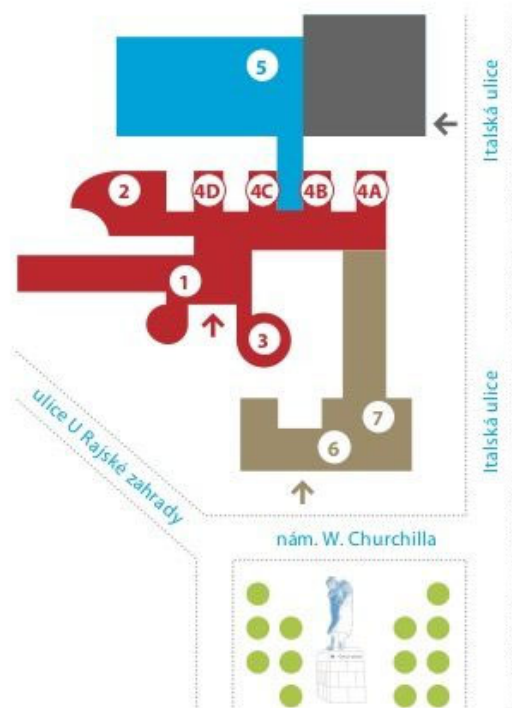 5
Italská ulice
2
4D
4C
4B
4A
1
3
ulice U Rajské zahrady
7
Italská ulice
6
nám. W. Churchilla